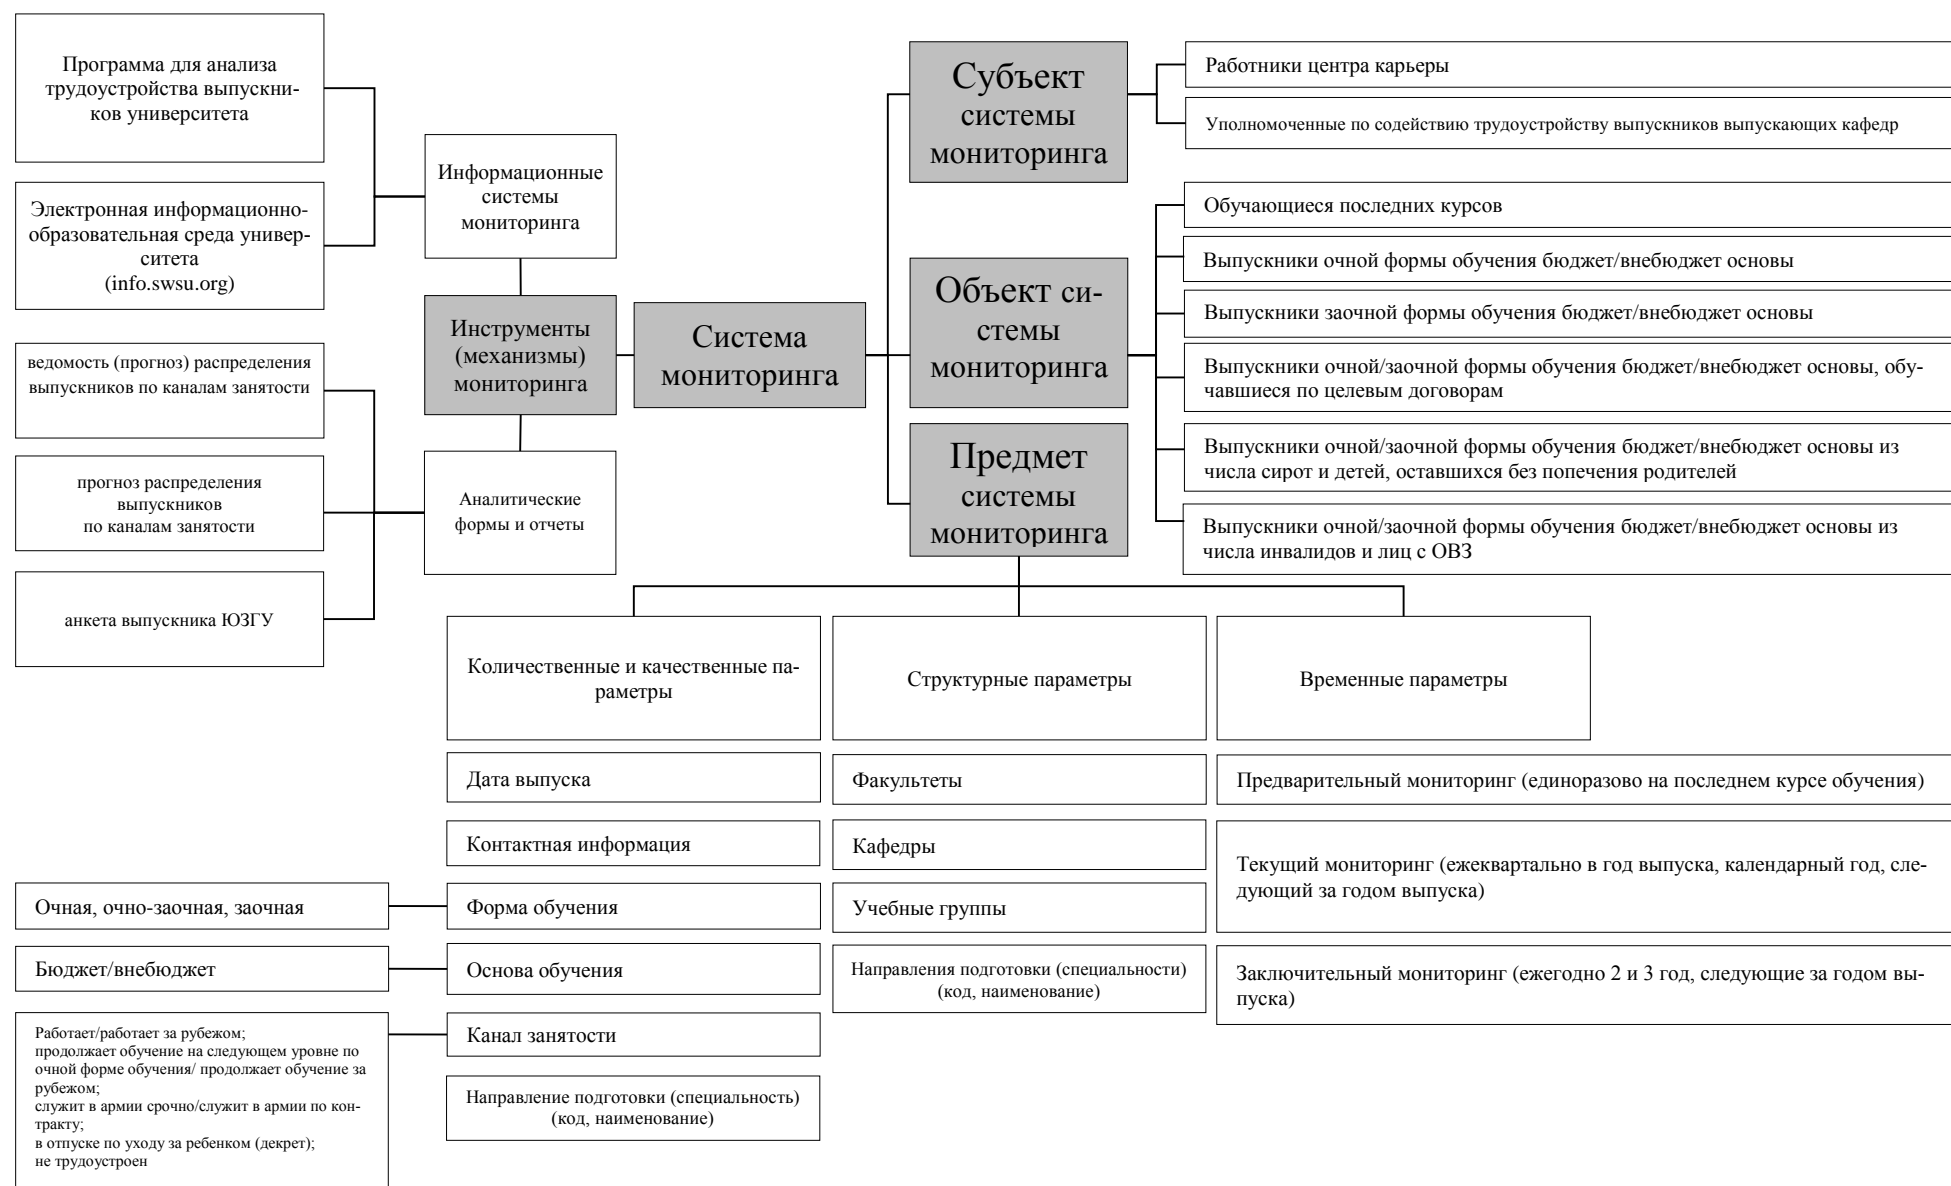 Программа для анализа
трудоустройства выпускни-
ков университета
Электронная информационно-
образовательная среда универ-
ситета
(info.swsu.org)
ведомость (прогноз) распределения
выпускников по каналам занятости
прогноз распределения
выпускников
по каналам занятости
анкета выпускника ЮЗГУ
Информационные
системы
мониторинга
Инструменты
(механизмы)
мониторинга
Аналитические
формы и отчеты
Система
мониторинга
Субъект
системы
мониторинга
Объект си-
стемы
мониторинга
Предмет
системы
мониторинга
Работники центра карьеры
Уполномоченные по содействию трудоустройству выпускников выпускающих кафедр
Обучающиеся последних курсов
Выпускники очной формы обучения бюджет/внебюджет основы
Выпускники заочной формы обучения бюджет/внебюджет основы
Выпускники очной/заочной формы обучения бюджет/внебюджет основы, обу-
чавшиеся по целевым договорам
Выпускники очной/заочной формы обучения бюджет/внебюджет основы из
числа сирот и детей, оставшихся без попечения родителей
Выпускники очной/заочной формы обучения бюджет/внебюджет основы из
числа инвалидов и лиц с ОВЗ
Количественные и качественные па-
раметры
Структурные параметры
Временные параметры
Дата выпуска
Контактная информация
Форма обучения
Основа обучения
Канал занятости
Направление подготовки (специальность)
(код, наименование)
Очная, очно-заочная, заочная
Бюджет/внебюджет
Работает/работает за рубежом;
продолжает обучение на следующем уровне по
очной форме обучения/ продолжает обучение за
рубежом;
служит в армии срочно/служит в армии по кон-
тракту;
в отпуске по уходу за ребенком (декрет);
не трудоустроен
Факультеты
Кафедры
Учебные группы
Направления подготовки (специальности)
(код, наименование)
Предварительный мониторинг (единоразово на последнем курсе обучения)
Текущий мониторинг (ежеквартально в год выпуска, календарный год, сле-
дующий за годом выпуска)
Заключительный мониторинг (ежегодно 2 и 3 год, следующие за годом вы-
пуска)